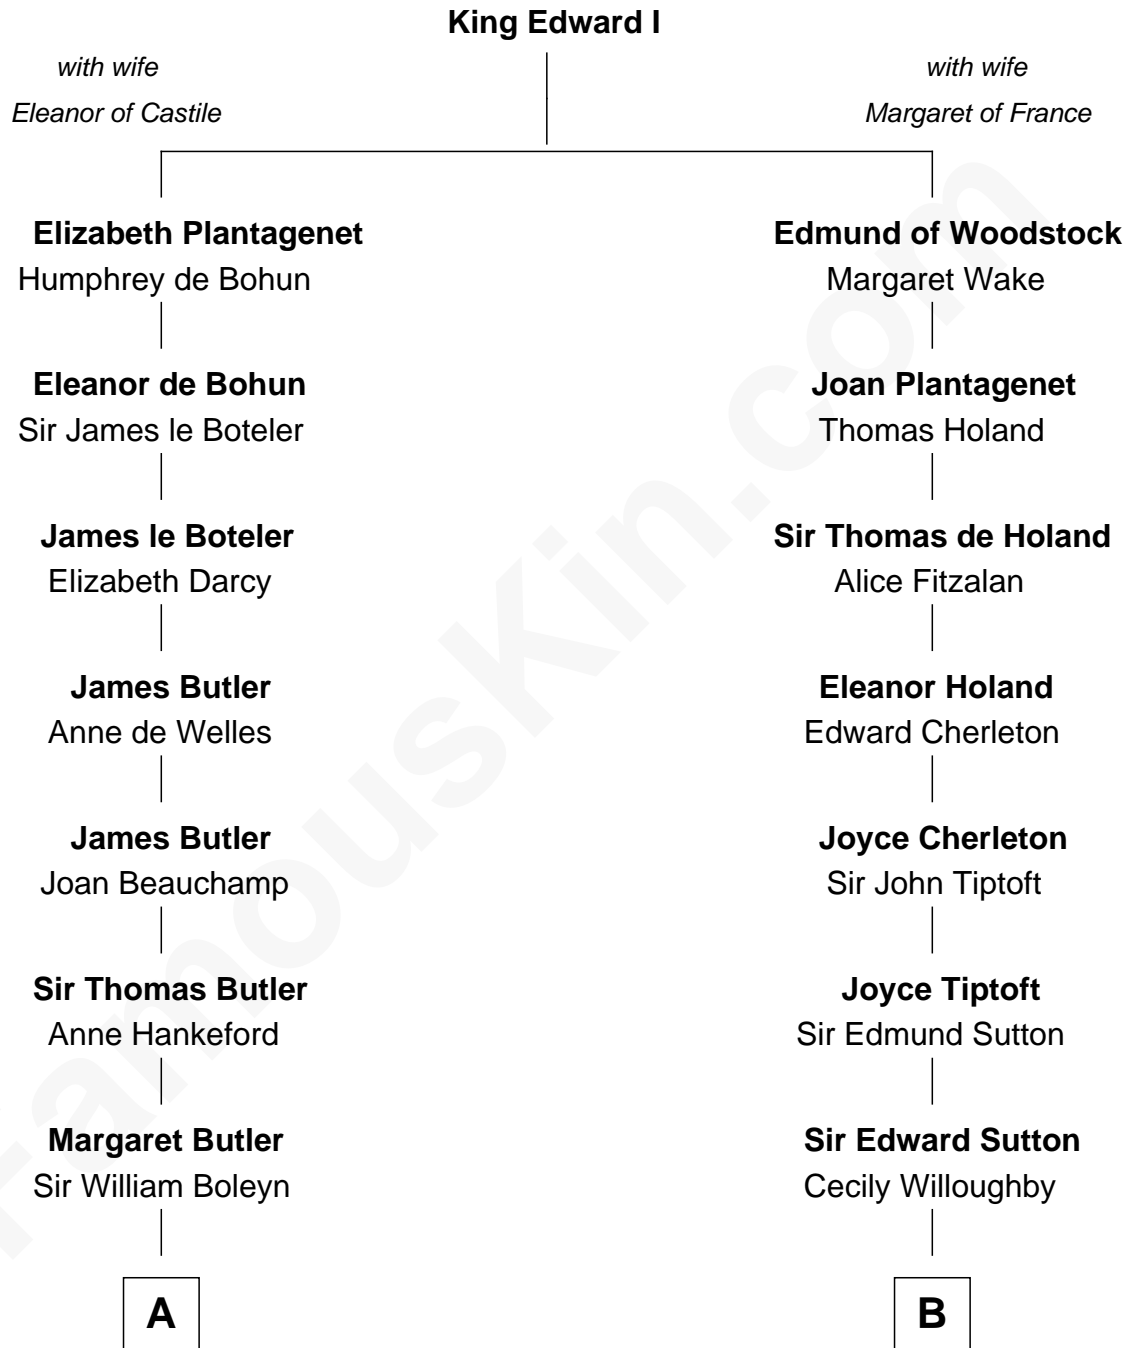 King Edward I
with wife
Eleanor of Castile
with wife
Margaret of France
Elizabeth Plantagenet
Humphrey de Bohun
Edmund of Woodstock
Margaret Wake
Eleanor de Bohun
Sir James le Boteler
Joan Plantagenet
Thomas Holand
James le Boteler
Elizabeth Darcy
Sir Thomas de Holand
Alice Fitzalan
James Butler
Anne de Welles
Eleanor Holand
Edward Cherleton
James Butler
Joan Beauchamp
Joyce Cherleton
Sir John Tiptoft
Sir Thomas Butler
Anne Hankeford
Joyce Tiptoft
Sir Edmund Sutton
Margaret Butler
Sir William Boleyn
Sir Edward Sutton
Cecily Willoughby
A
B
FamousKin.com